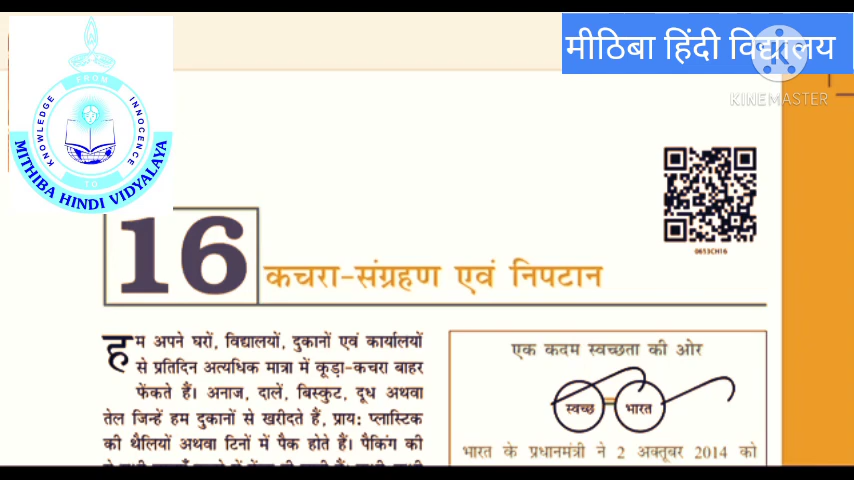 मीठिबा हिंदी विद्यालय
KINEMASTER
FROM
KNOWLEDGE
INNOCENCE
TO
MITHIBA HINDI VIDYALAYA
0653CH16
16
कचरा-संग्रहण एवं निपटान
हम अपने घरों, विद्यालयों, दुकानों एवं कार्यालयों
से प्रतिदिन अत्यधिक मात्रा में कूड़ा-कचरा बाहर
फेंकते हैं। अनाज, दालें, बिस्कुट, दूध अथवा
तेल जिन्हें हम दुकानों से खरीदते हैं, प्राय: प्लास्टिक
की थैलियों अथवा टिनों में पैक होते हैं। पैकिंग की
एक कदम स्वच्छता की ओर
स्वच्छ भारत
भारत के प्रधानमंत्री ने 2 अक्तूबर 2014 को